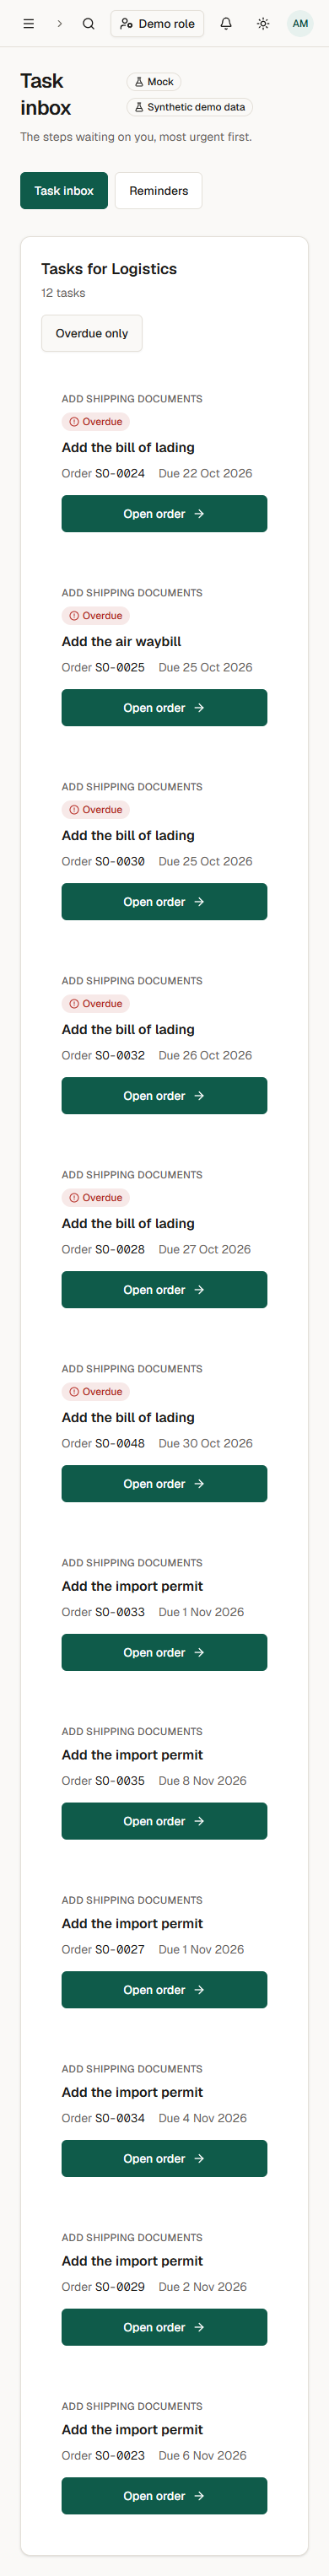 Demo role
AM
Task inbox
Mock
Synthetic demo data
The steps waiting on you, most urgent first.
Task inbox
Reminders
Tasks for Logistics
12 tasks
Overdue only
ADD SHIPPING DOCUMENTS
Overdue
Add the bill of lading
Order SO-0024 Due 22 Oct 2026
Open order
ADD SHIPPING DOCUMENTS
Overdue
Add the air waybill
Order SO-0025 Due 25 Oct 2026
Open order
ADD SHIPPING DOCUMENTS
Overdue
Add the bill of lading
Order SO-0030 Due 25 Oct 2026
Open order
ADD SHIPPING DOCUMENTS
Overdue
Add the bill of lading
Order SO-0032 Due 26 Oct 2026
Open order
ADD SHIPPING DOCUMENTS
Overdue
Add the bill of lading
Order SO-0028 Due 27 Oct 2026
Open order
ADD SHIPPING DOCUMENTS
Overdue
Add the bill of lading
Order SO-0048 Due 30 Oct 2026
Open order
ADD SHIPPING DOCUMENTS
Add the import permit
Order SO-0033 Due 1 Nov 2026
Open order
ADD SHIPPING DOCUMENTS
Add the import permit
Order SO-0035 Due 8 Nov 2026
Open order
ADD SHIPPING DOCUMENTS
Add the import permit
Order SO-0027 Due 1 Nov 2026
Open order
ADD SHIPPING DOCUMENTS
Add the import permit
Order SO-0034 Due 4 Nov 2026
Open order
ADD SHIPPING DOCUMENTS
Add the import permit
Order SO-0029 Due 2 Nov 2026
Open order
ADD SHIPPING DOCUMENTS
Add the import permit
Order SO-0023 Due 6 Nov 2026
Open order